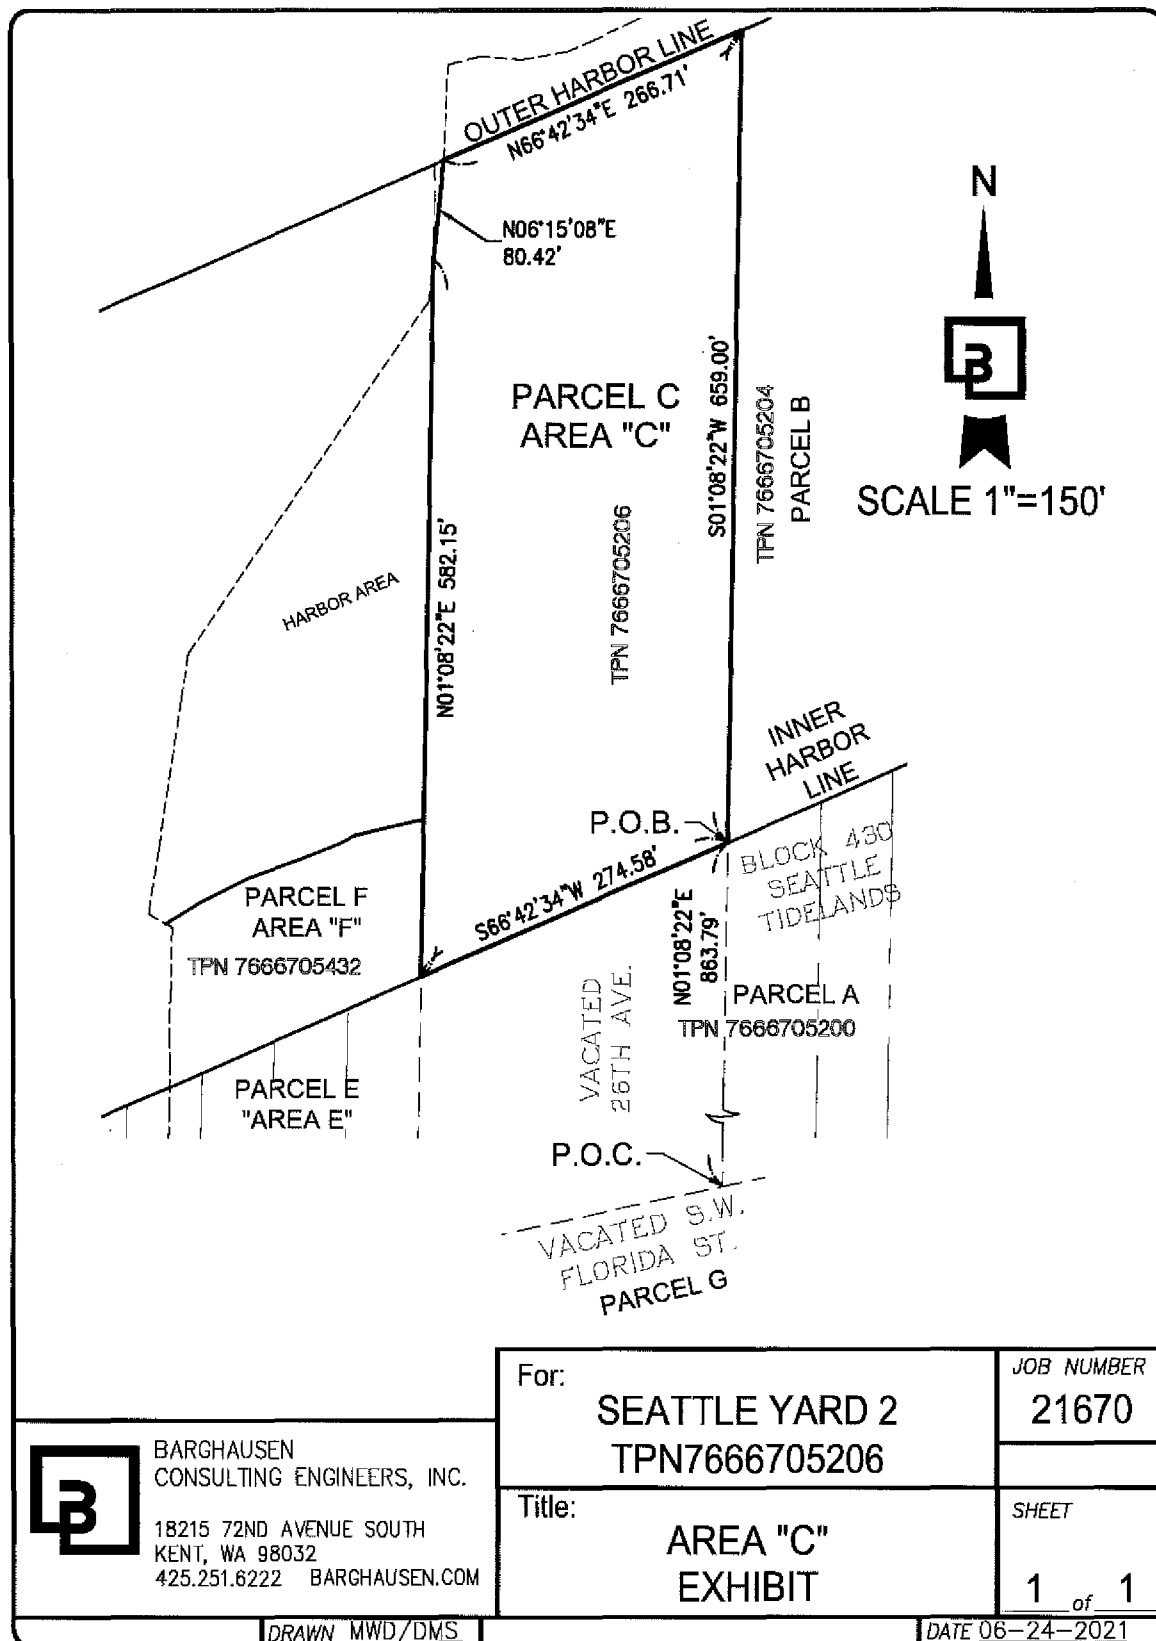 OUTER HARBOR LINE
N66°42'34"E 266.71'
N06°15'08"E
80.42'
N
B
SCALE 1"=150'
PARCEL C
AREA "C"
TPN 7666705206
S01°08'22"W 659.00'
TPN 7666705204
PARCEL B
N01°08'22"E 582.15'
HARBOR AREA
INNER
HARBOR
LINE
P.O.B.
S66°42'34"W 274.58'
BLOCK 430
SEATTLE
TIDELANDS
PARCEL F
AREA "F"
TPN 7666705432
N01°08'22"E
863.79'
PARCEL A
TPN 7666705200
VACATED
26TH AVE.
PARCEL E
"AREA E"
P.O.C.
VACATED S.W.
FLORIDA ST.
PARCEL G
For:
SEATTLE YARD 2
TPN7666705206
JOB NUMBER
21670
B
BARGHAUSEN
CONSULTING ENGINEERS, INC.
18215 72ND AVENUE SOUTH
KENT, WA 98032
425.251.6222 BARGHAUSEN.COM
Title:
AREA "C"
EXHIBIT
SHEET
1 of 1
DRAWN MWD/DMS
DATE 06-24-2021